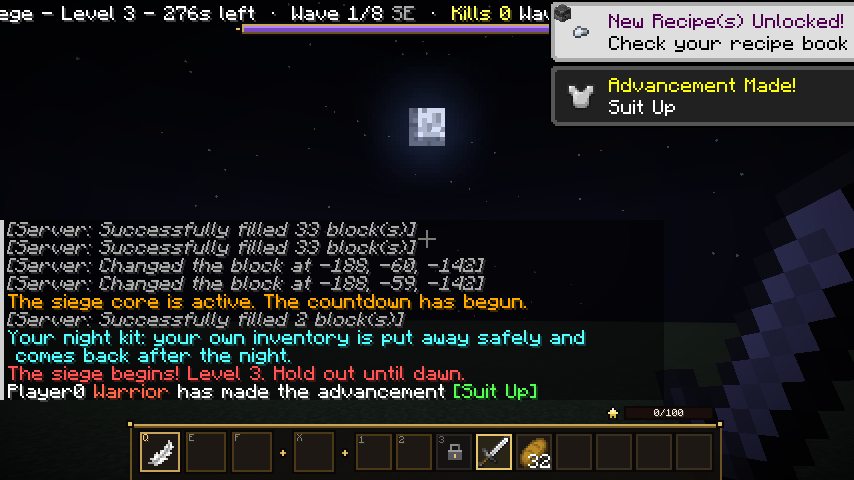 ege - Level 3 - 276s left · Wave 1/8 SE · Kills 0 Wav
New Recipe(s) Unlocked!
Check your recipe book
Advancement Made!
Suit Up
[Server: Successfully filled 33 block(s)]
[Server: Successfully filled 33 block(s)]
[Server: Changed the block at -188, -60, -142]
[Server: Changed the block at -188, -59, -142]
The siege core is active. The countdown has begun.
[Server: Successfully filled 2 block(s)]
Your night kit: your own inventory is put away safely and
comes back after the night.
The siege begins! Level 3. Hold out until dawn.
Player0 Warrior has made the advancement [Suit Up]
0/100
Q E F X 1 2 3 32